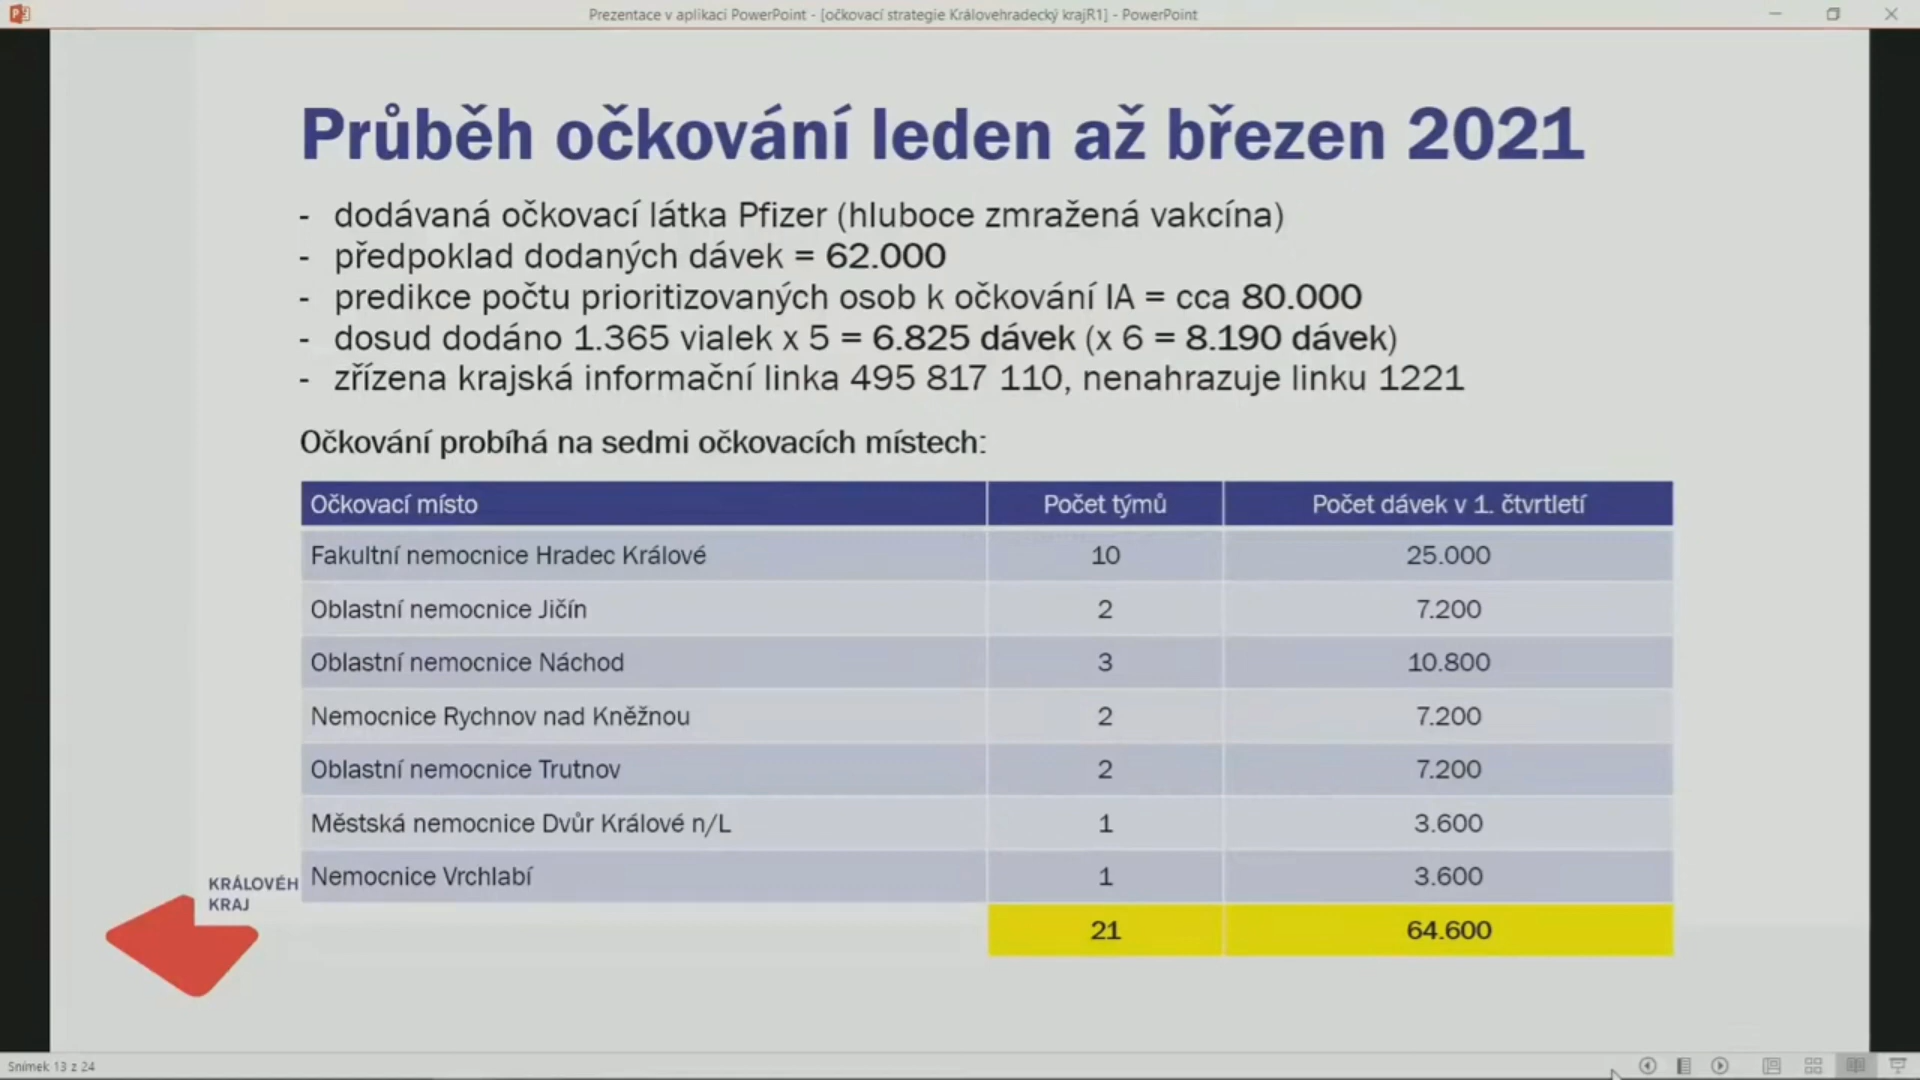 Prezentace v aplikaci PowerPoint - [očkovací strategie Královehradecký krajR1] - PowerPoint
Průběh očkování leden až březen 2021
- dodávaná očkovací látka Pfizer (hluboce zmražená vakcína)
- předpoklad dodaných dávek = 62.000
- predikce počtu prioritizovaných osob k očkování IA = cca 80.000
- dosud dodáno 1.365 vialek x 5 = 6.825 dávek (x 6 = 8.190 dávek)
- zřízena krajská informační linka 495 817 110, nenahrazuje linku 1221
Očkování probíhá na sedmi očkovacích místech:
Očkovací místo Počet týmů Počet dávek v 1. čtvrtletí
Fakultní nemocnice Hradec Králové 10 25.000
Oblastní nemocnice Jičín 2 7.200
Oblastní nemocnice Náchod 3 10.800
Nemocnice Rychnov nad Kněžnou 2 7.200
Oblastní nemocnice Trutnov 2 7.200
Městská nemocnice Dvůr Králové n/L 1 3.600
Nemocnice Vrchlabí 1 3.600
21 64.600
KRÁLOVÉH
KRAJ
Snímek 13 z 24